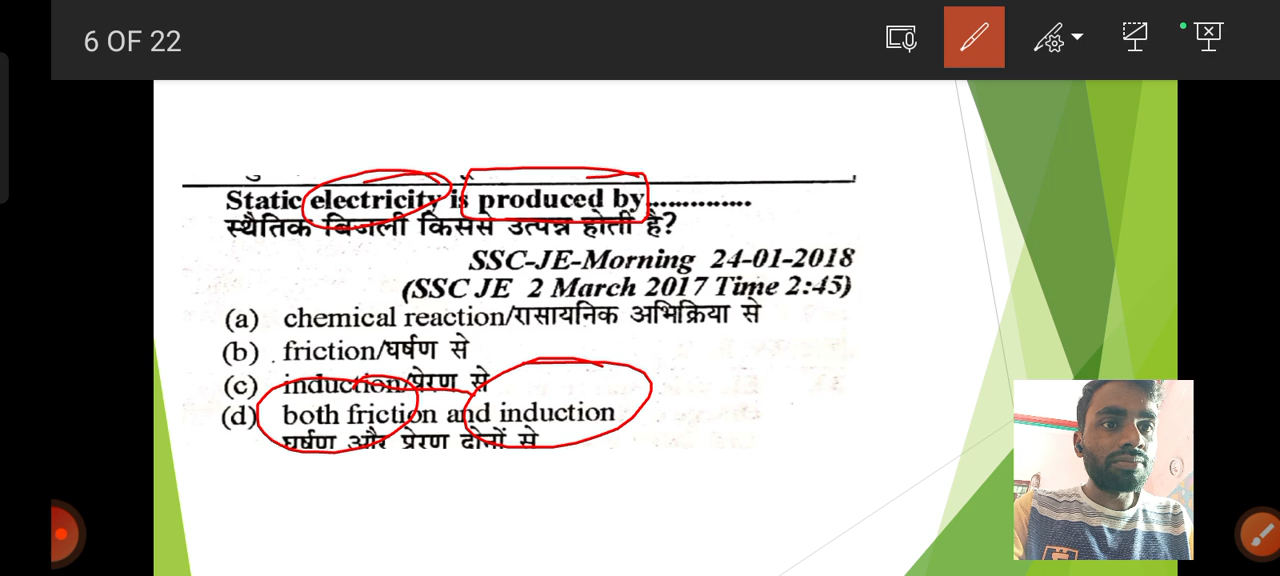 6 OF 22
Static electricity is produced by..............
स्थैतिक बिजली किससे उत्पन्न होती है?
SSC-JE-Morning 24-01-2018
(SSC JE 2 March 2017 Time 2:45)
(a) chemical reaction/रासायनिक अभिक्रिया से
(b) friction/घर्षण से
(c) induction/प्रेरण से
(d) both friction and induction
घर्षण और प्रेरण दोनों से